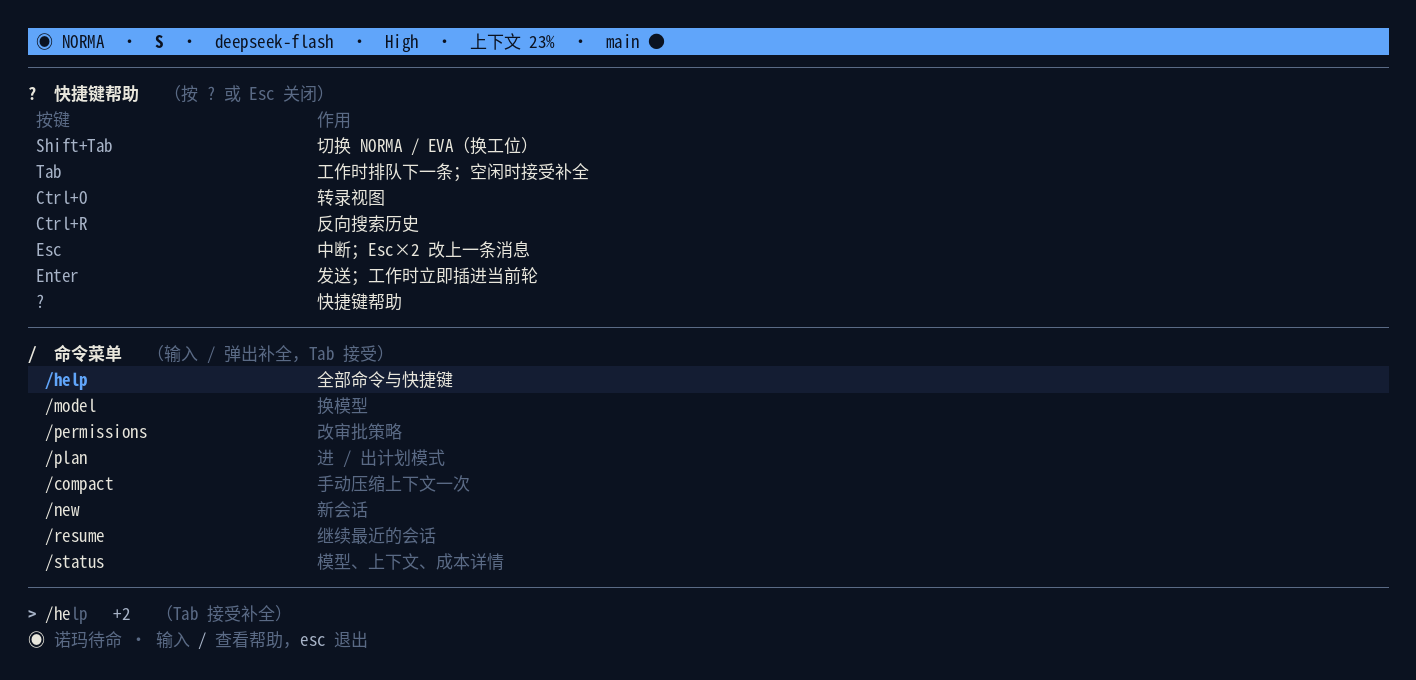 ◉ NORMA · S · deepseek-flash · High · 上下文 23% · main ●
? 快捷键帮助 （按 ? 或 Esc 关闭）
按键 作用
Shift+Tab 切换 NORMA / EVA（换工位）
Tab 工作时排队下一条；空闲时接受补全
Ctrl+O 转录视图
Ctrl+R 反向搜索历史
Esc 中断；Esc×2 改上一条消息
Enter 发送；工作时立即插进当前轮
? 快捷键帮助
/ 命令菜单 （输入 / 弹出补全，Tab 接受）
/help 全部命令与快捷键
/model 换模型
/permissions 改审批策略
/plan 进 / 出计划模式
/compact 手动压缩上下文一次
/new 新会话
/resume 继续最近的会话
/status 模型、上下文、成本详情
> /help +2 （Tab 接受补全）
◉ 诺玛待命 · 输入 / 查看帮助，esc 退出